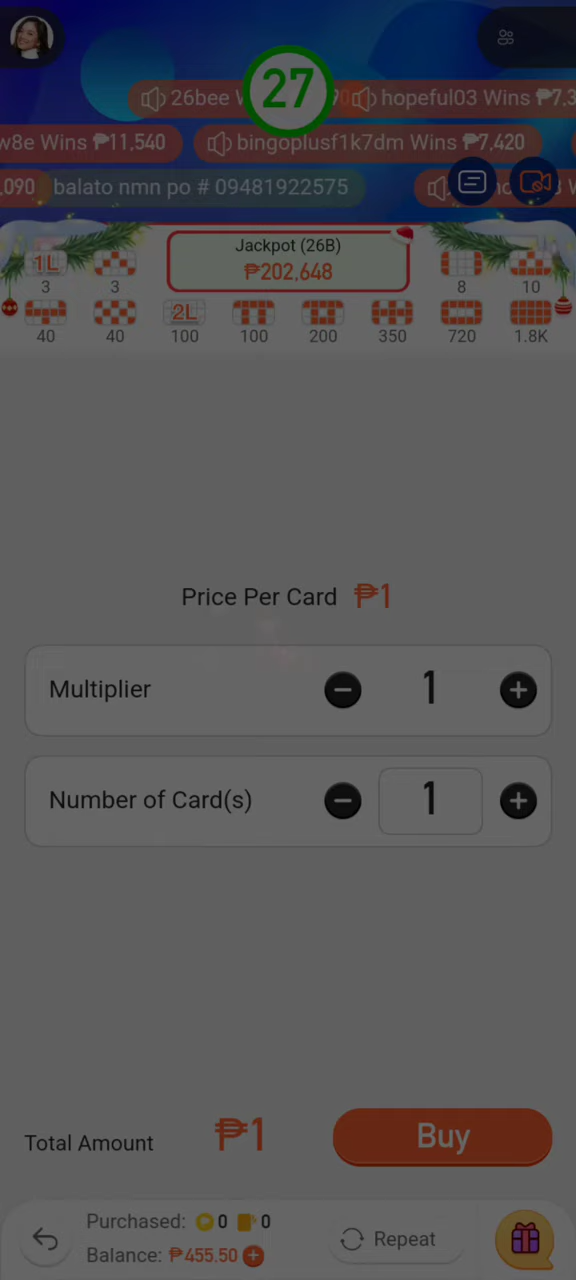 27
26bee
hopeful03 Wins ₱7,3
w8e Wins ₱11,540
bingoplusf1k7dm Wins ₱7,420
,090
balato nmn po # 09481922575
Jackpot (26B)
₱202,648
1L
3
3
8
10
2L
40
40
100
100
200
350
720
1.8K
Price Per Card ₱1
Multiplier
1
Number of Card(s)
1
Total Amount
₱1
Buy
Purchased: 0 0
Balance: ₱455.50
Repeat